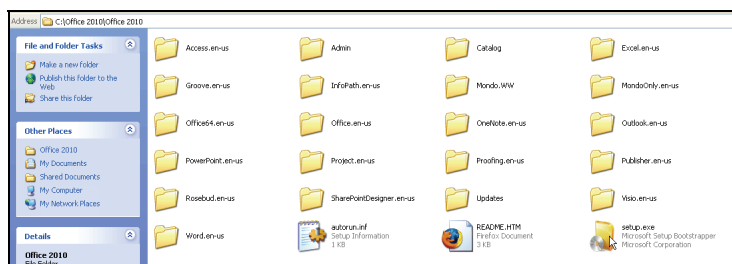 Address C:\Office 2010\Office 2010
File and Folder Tasks
Make a new folder
Publish this folder to the
Web
Share this folder
Other Places
Office 2010
My Documents
Shared Documents
My Computer
My Network Places
Details
Office 2010
File Folder
Access.en-us
Admin
Catalog
Excel.en-us
Groove.en-us
InfoPath.en-us
Mondo.WW
MondoOnly.en-us
Office64.en-us
Office.en-us
OneNote.en-us
Outlook.en-us
PowerPoint.en-us
Project.en-us
Proofing.en-us
Publisher.en-us
Rosebud.en-us
SharePointDesigner.en-us
Updates
Visio.en-us
Word.en-us
autorun.inf
Setup Information
1 KB
README.HTM
Firefox Document
3 KB
setup.exe
Microsoft Setup Bootstrapper
Microsoft Corporation